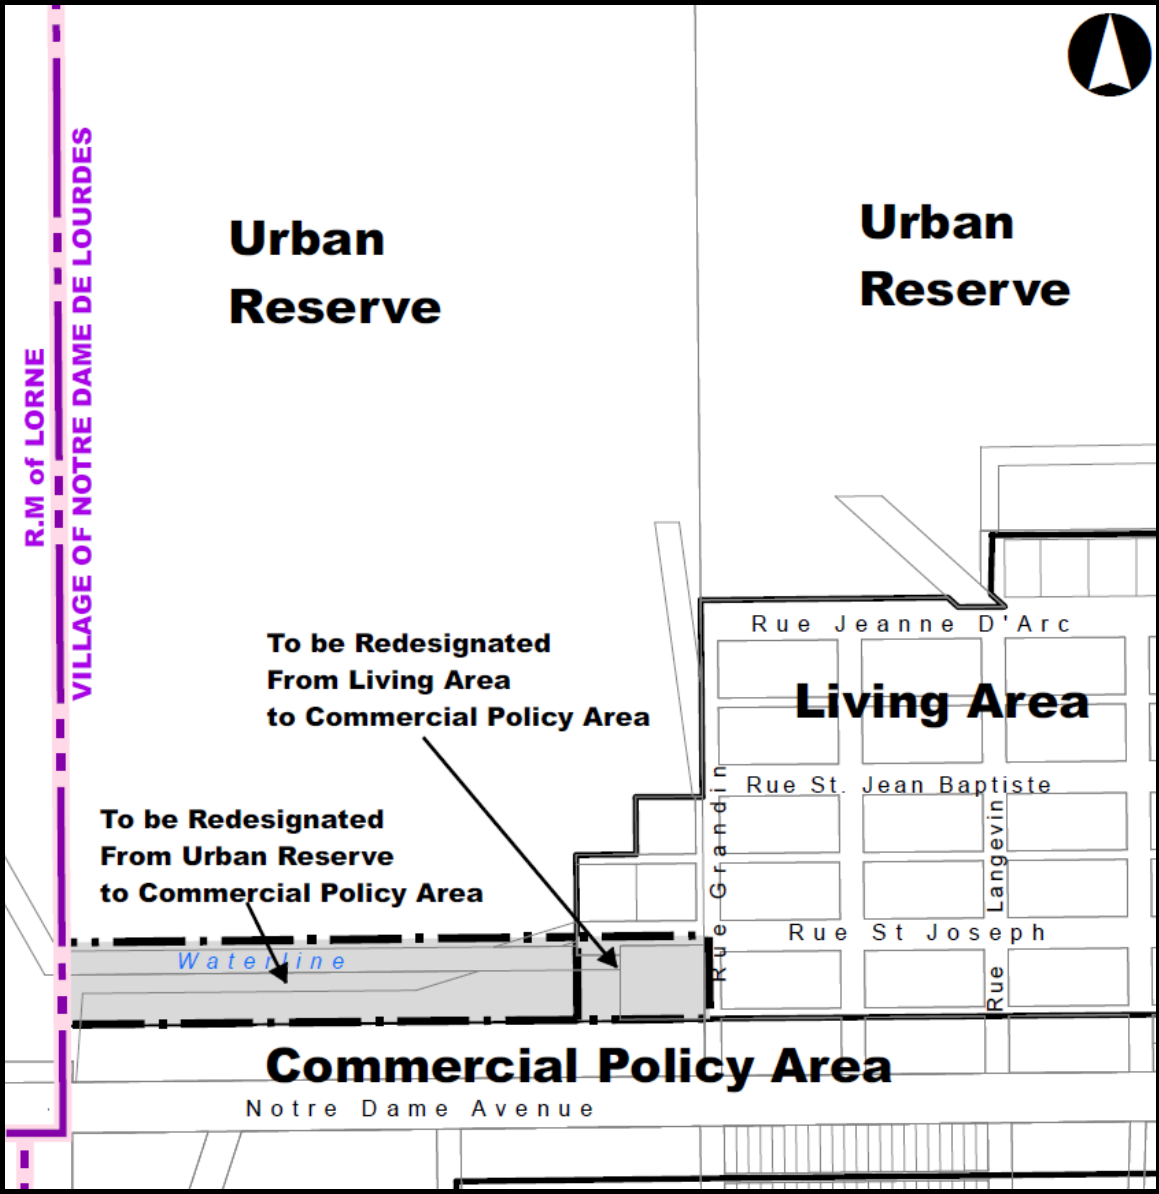 Urban
Reserve
Urban
Reserve
R.M of LORNE
VILLAGE OF NOTRE DAME DE LOURDES
Rue Jeanne D'Arc
To be Redesignated
From Living Area
to Commercial Policy Area
Living Area
Rue St. Jean Baptiste
Rue Grandin
Rue Langevin
To be Redesignated
From Urban Reserve
to Commercial Policy Area
Rue St Joseph
Waterline
Commercial Policy Area
Notre Dame Avenue